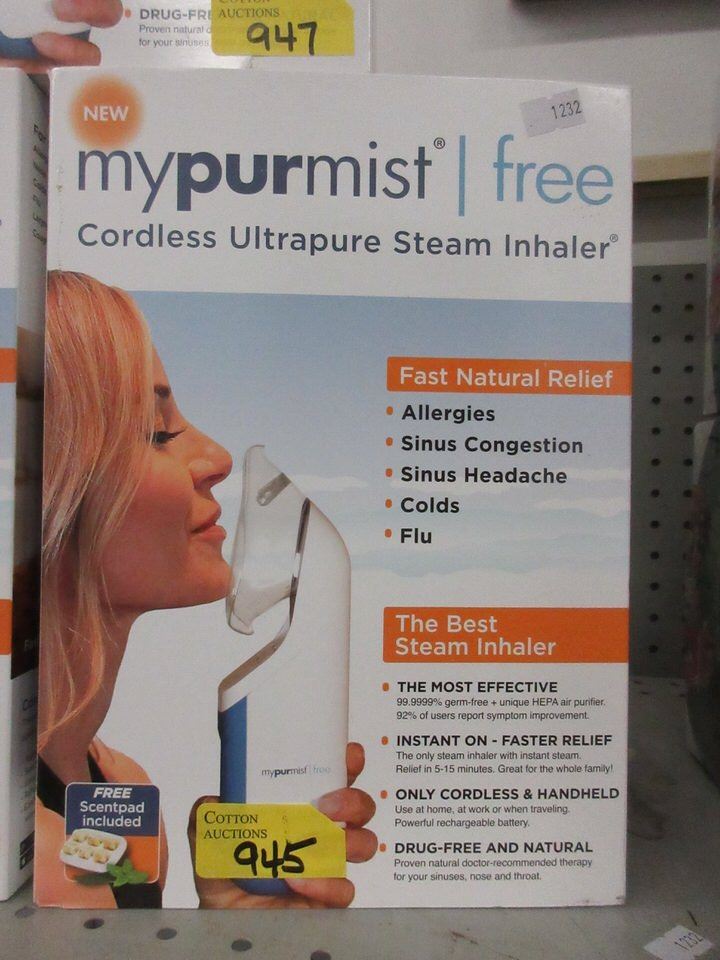 DRUG-FR
Proven natural
for your sinuses
AUCTIONS
947
NEW
1232
mypurmist® | free
Cordless Ultrapure Steam Inhaler®
Fast Natural Relief
• Allergies
• Sinus Congestion
• Sinus Headache
• Colds
• Flu
The Best
Steam Inhaler
• THE MOST EFFECTIVE
99.9999% germ-free + unique HEPA air purifier.
92% of users report symptom improvement.
• INSTANT ON - FASTER RELIEF
The only steam inhaler with instant steam.
Relief in 5-15 minutes. Great for the whole family!
• ONLY CORDLESS & HANDHELD
Use at home, at work or when traveling.
Powerful rechargeable battery.
• DRUG-FREE AND NATURAL
Proven natural doctor-recommended therapy
for your sinuses, nose and throat.
mypurmist | free
FREE
Scentpad
included
COTTON
AUCTIONS
945
1232